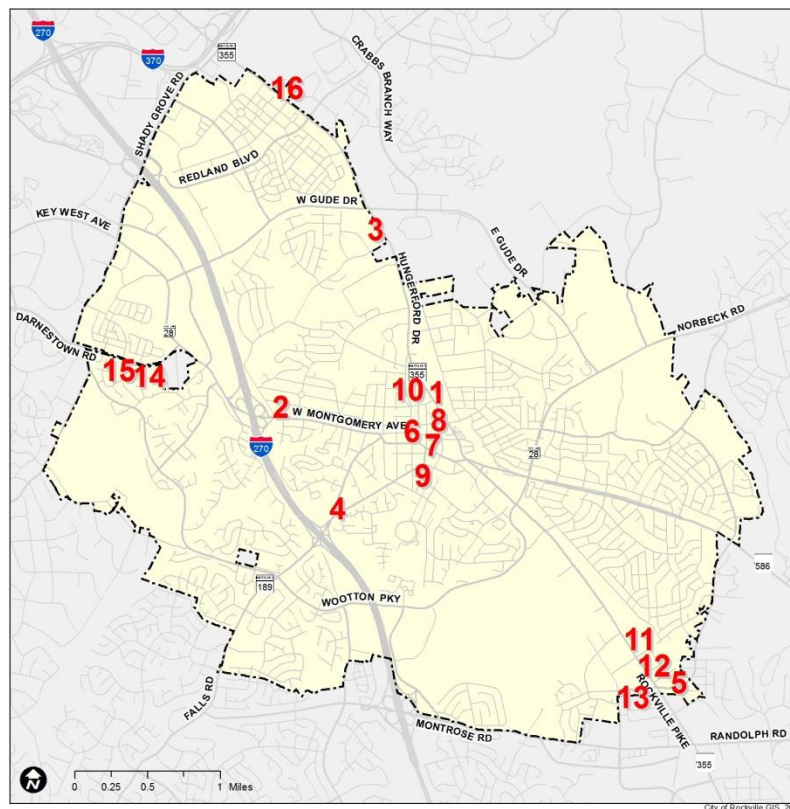 270
370
355
SHADY GROVE RD
CRABBS BRANCH WAY
16
REDLAND BLVD
KEY WEST AVE
W GUDE DR
3
E GUDE DR
HUNGERFORD DR
NORBECK RD
DARNESTOWN RD
28
15
14
355
10
1
2
W MONTGOMERY AVE
6
8
7
270
28
9
4
586
189
WOOTTON PKY
11
12
5
13
ROCKVILLE PIKE
FALLS RD
MONTROSE RD
RANDOLPH RD
355
N
0 0.25 0.5 1
Miles
City of Rockville GIS,